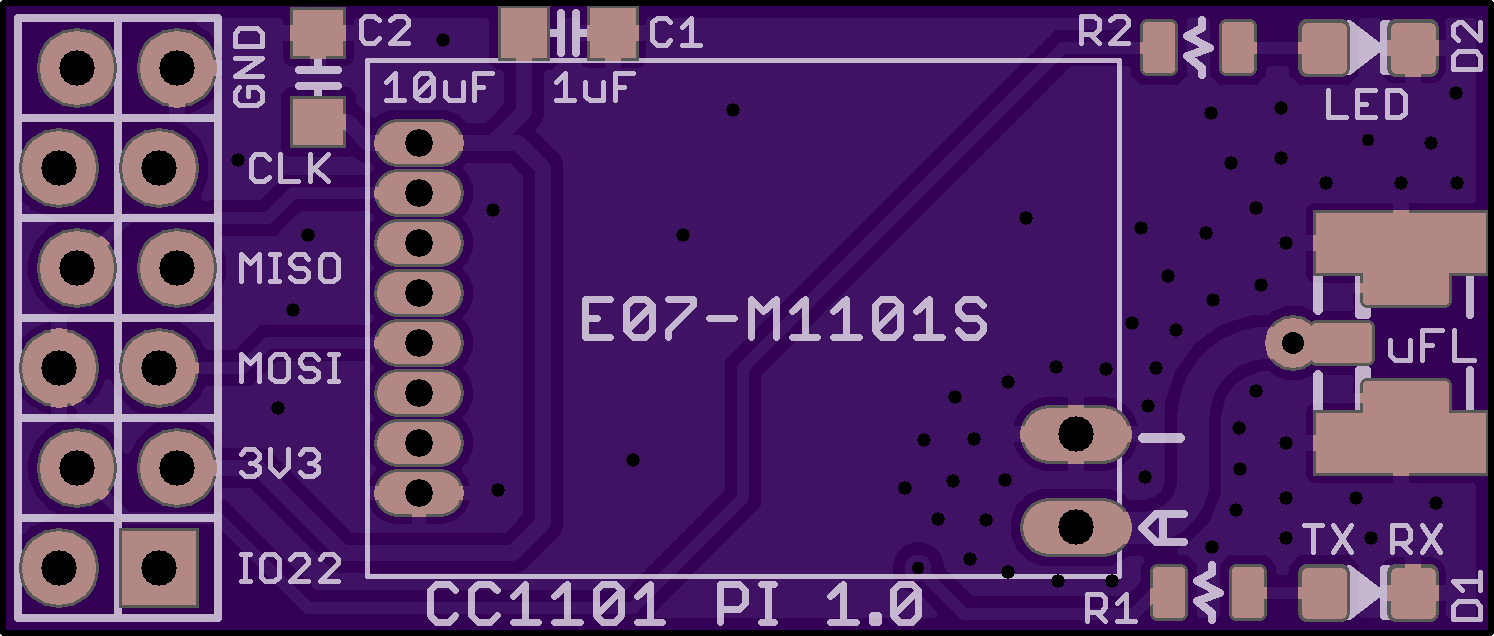 GND
C2
C1
R2
D2
10uF
1uF
LED
CLK
MISO
E07-M1101S
MOSI
uFL
3V3
A
TX RX
IO22
CC1101 PI 1.0
R1
D1